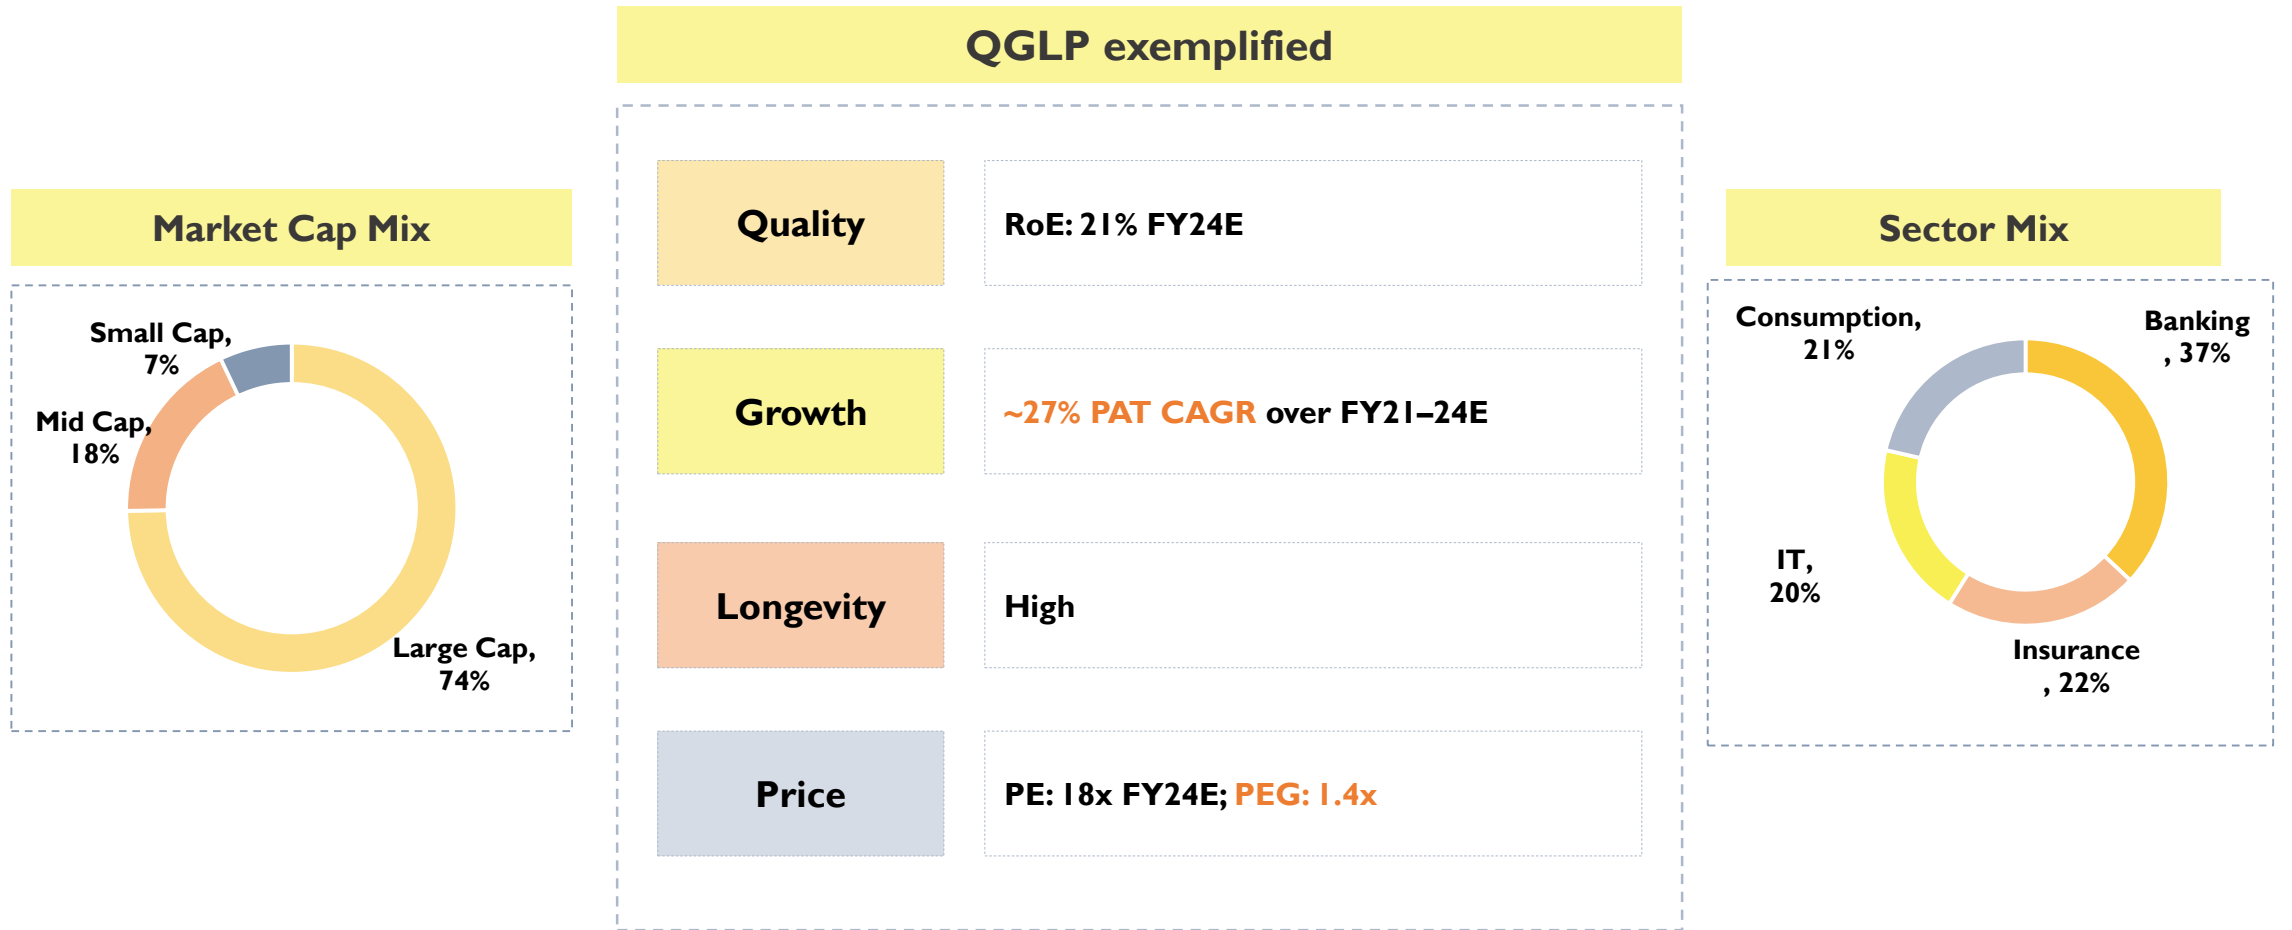 QGLP exemplified
Market Cap Mix
Small Cap,
7%
Mid Cap,
18%
Large Cap,
74%
Quality
RoE: 21% FY24E
Growth
~27% PAT CAGR over FY21–24E
Longevity
High
Price
PE: 18x FY24E; PEG: 1.4x
Sector Mix
Consumption,
21%
Banking
, 37%
IT,
20%
Insurance
, 22%